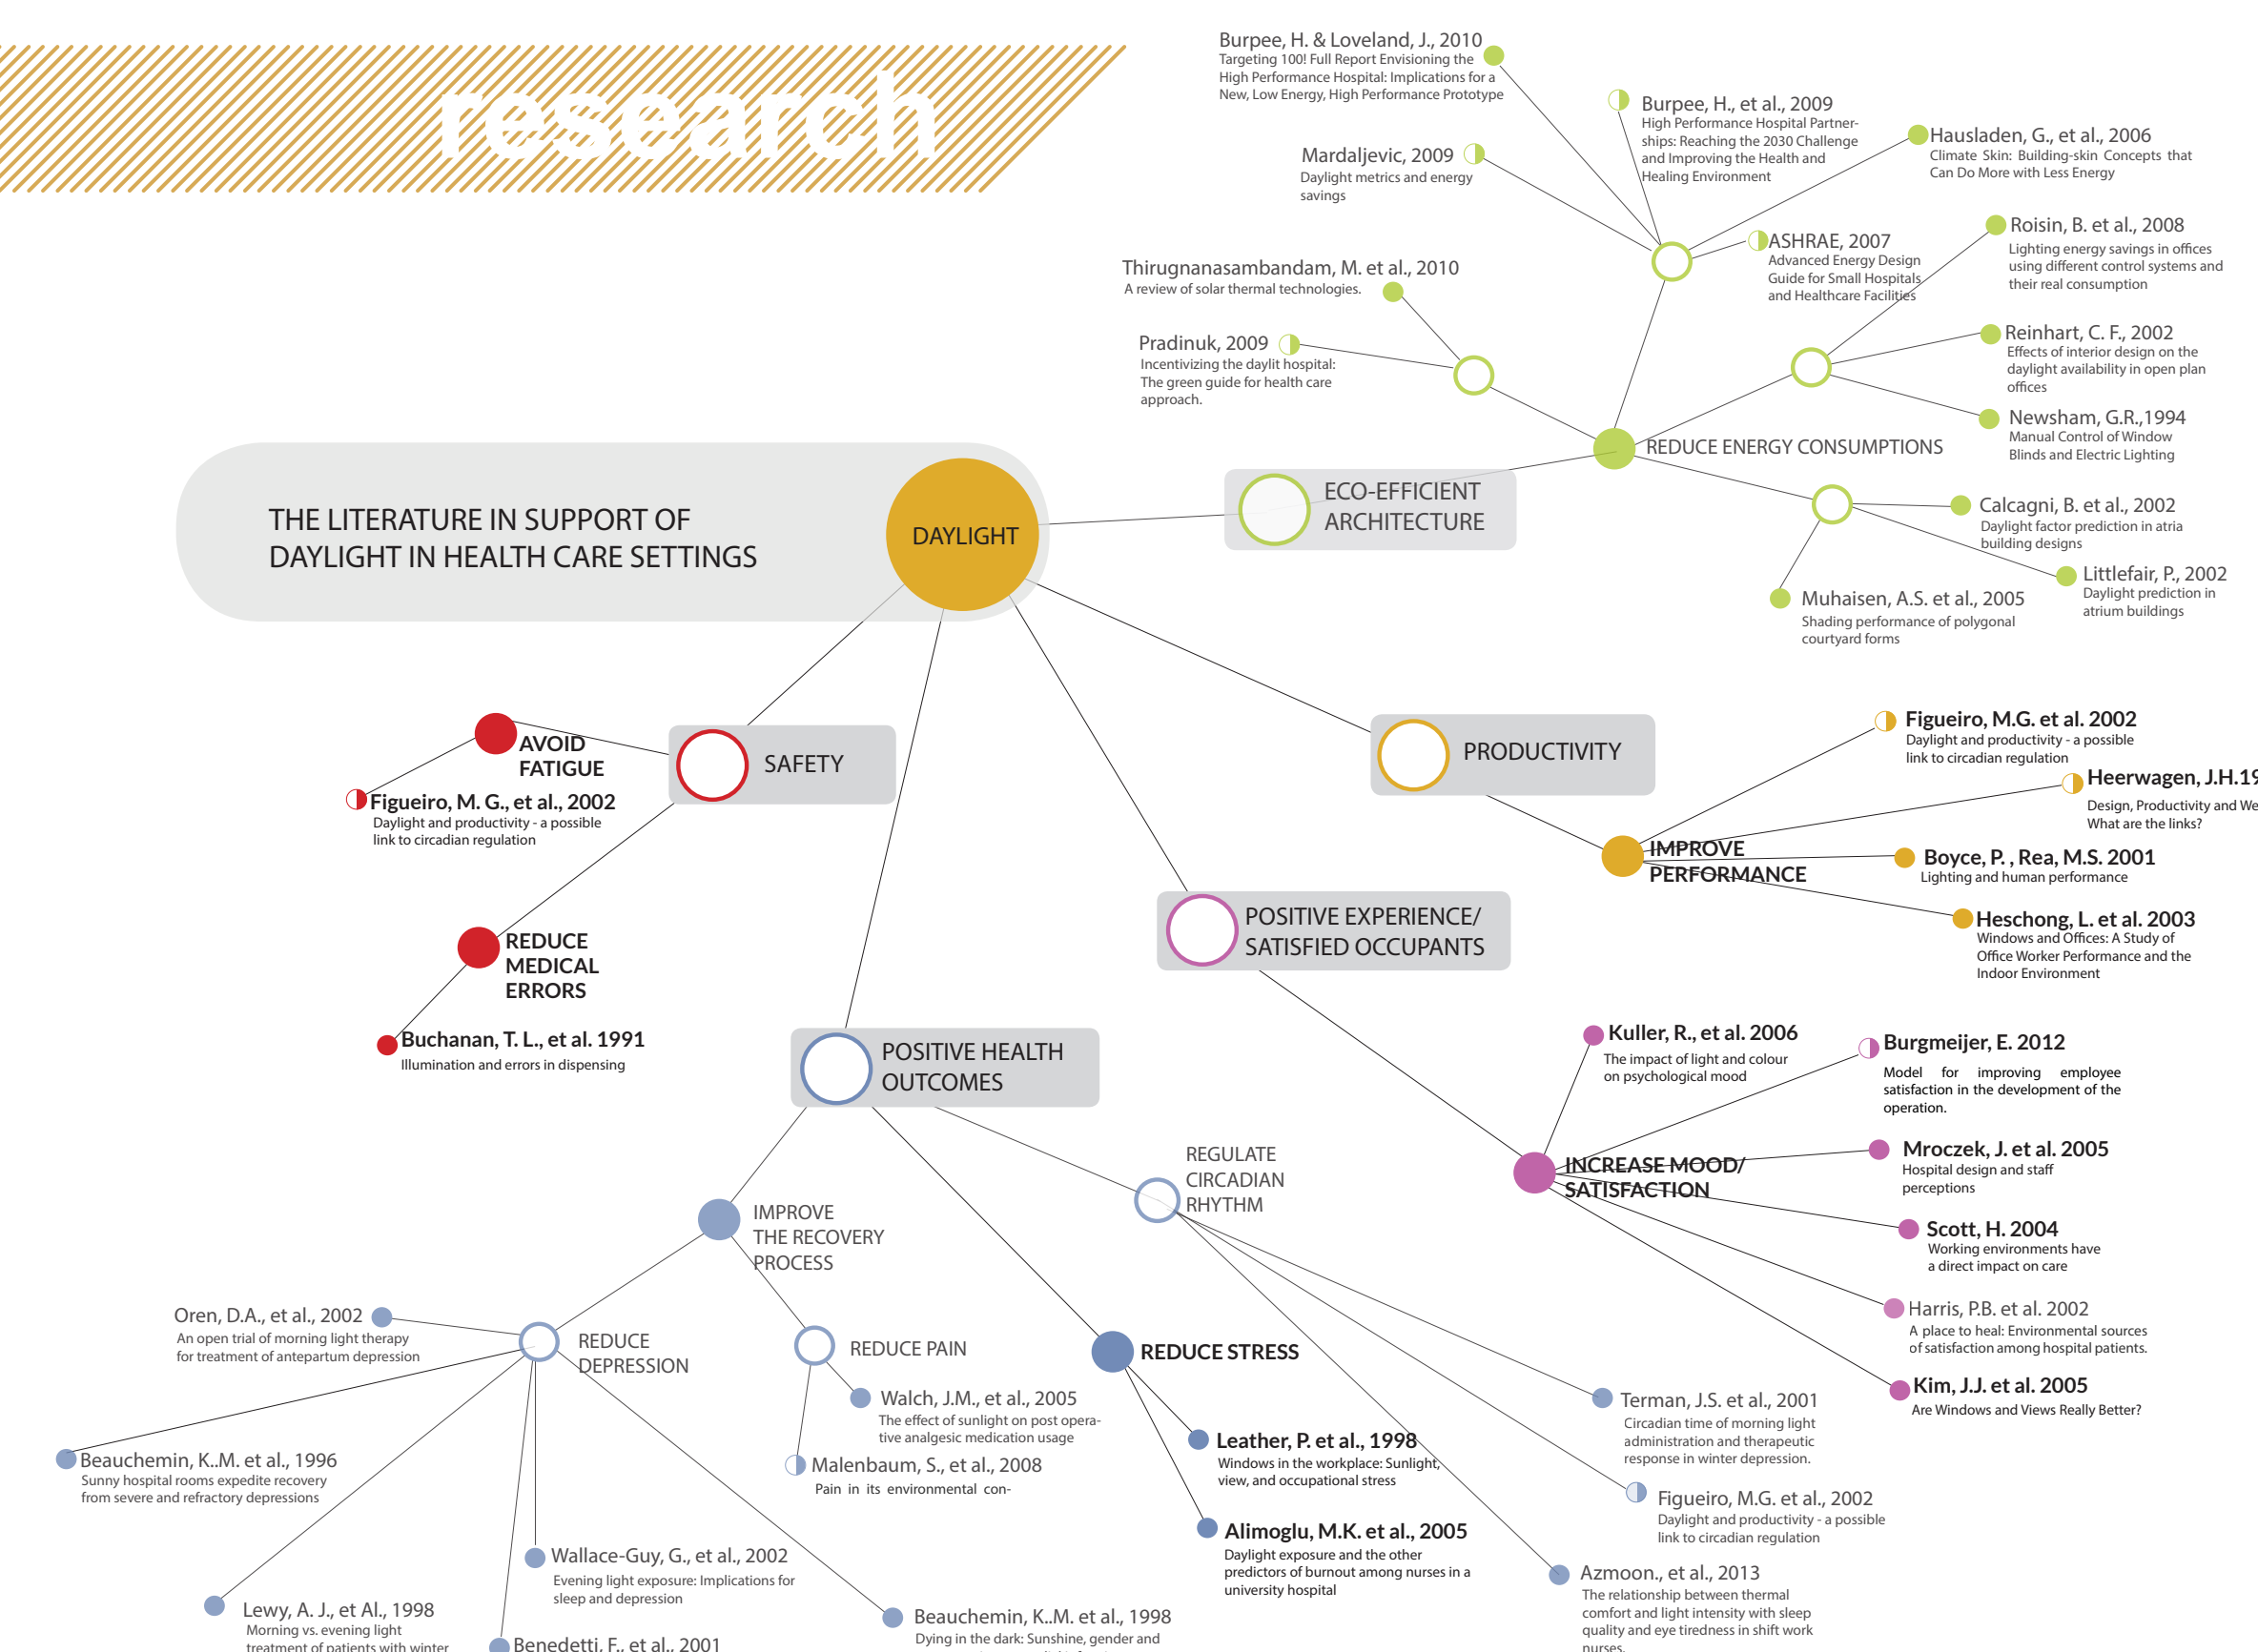 research
Burpee, H. & Loveland, J., 2010
Targeting 100! Full Report Envisioning the
High Performance Hospital: Implications for a
New, Low Energy, High Performance Prototype
Burpee, H., et al., 2009
High Performance Hospital Partner-
ships: Reaching the 2030 Challenge
and Improving the Health and
Healing Environment
Hausladen, G., et al., 2006
Climate Skin: Building-skin Concepts that
Can Do More with Less Energy
Mardaljevic, 2009
Daylight metrics and energy
savings
ASHRAE, 2007
Advanced Energy Design
Guide for Small Hospitals
and Healthcare Facilities
Roisin, B. et al., 2008
Lighting energy savings in offices
using different control systems and
their real consumption
Thirugnanasambandam, M. et al., 2010
A review of solar thermal technologies.
Pradinuk, 2009
Incentivizing the daylit hospital:
The green guide for health care
approach.
Reinhart, C. F., 2002
Effects of interior design on the
daylight availability in open plan
offices
Newsham, G.R.,1994
Manual Control of Window
Blinds and Electric Lighting
REDUCE ENERGY CONSUMPTIONS
ECO-EFFICIENT
ARCHITECTURE
Calcagni, B. et al., 2002
Daylight factor prediction in atria
building designs
Littlefair, P., 2002
Daylight prediction in
atrium buildings
Muhaisen, A.S. et al., 2005
Shading performance of polygonal
courtyard forms
THE LITERATURE IN SUPPORT OF
DAYLIGHT IN HEALTH CARE SETTINGS
DAYLIGHT
AVOID
FATIGUE
SAFETY
Figueiro, M. G., et al., 2002
Daylight and productivity - a possible
link to circadian regulation
REDUCE
MEDICAL
ERRORS
Buchanan, T. L., et al. 1991
Illumination and errors in dispensing
PRODUCTIVITY
Figueiro, M.G. et al. 2002
Daylight and productivity - a possible
link to circadian regulation
Heerwagen, J.H.19
Design, Productivity and We
What are the links?
IMPROVE
PERFORMANCE
Boyce, P. , Rea, M.S. 2001
Lighting and human performance
Heschong, L. et al. 2003
Windows and Offices: A Study of
Office Worker Performance and the
Indoor Environment
POSITIVE EXPERIENCE/
SATISFIED OCCUPANTS
Kuller, R., et al. 2006
The impact of light and colour
on psychological mood
Burgmeijer, E. 2012
Model for improving employee
satisfaction in the development of the
operation.
INCREASE MOOD/
SATISFACTION
Mroczek, J. et al. 2005
Hospital design and staff
perceptions
Scott, H. 2004
Working environments have
a direct impact on care
Harris, P.B. et al. 2002
A place to heal: Environmental sources
of satisfaction among hospital patients.
Kim, J.J. et al. 2005
Are Windows and Views Really Better?
POSITIVE HEALTH
OUTCOMES
REGULATE
CIRCADIAN
RHYTHM
IMPROVE
THE RECOVERY
PROCESS
Oren, D.A., et al., 2002
An open trial of morning light therapy
for treatment of antepartum depression
REDUCE
DEPRESSION
REDUCE PAIN
REDUCE STRESS
Walch, J.M., et al., 2005
The effect of sunlight on post opera-
tive analgesic medication usage
Malenbaum, S., et al., 2008
Pain in its environmental con-
Leather, P. et al., 1998
Windows in the workplace: Sunlight,
view, and occupational stress
Alimoglu, M.K. et al., 2005
Daylight exposure and the other
predictors of burnout among nurses in a
university hospital
Terman, J.S. et al., 2001
Circadian time of morning light
administration and therapeutic
response in winter depression.
Figueiro, M.G. et al., 2002
Daylight and productivity - a possible
link to circadian regulation
Azmoon., et al., 2013
The relationship between thermal
comfort and light intensity with sleep
quality and eye tiredness in shift work
nurses.
Beauchemin, K..M. et al., 1996
Sunny hospital rooms expedite recovery
from severe and refractory depressions
Wallace-Guy, G., et al., 2002
Evening light exposure: Implications for
sleep and depression
Lewy, A. J., et Al., 1998
Morning vs. evening light
treatment of patients with winter
Benedetti, F., et al., 2001
Beauchemin, K..M. et al., 1998
Dying in the dark: Sunshine, gender and